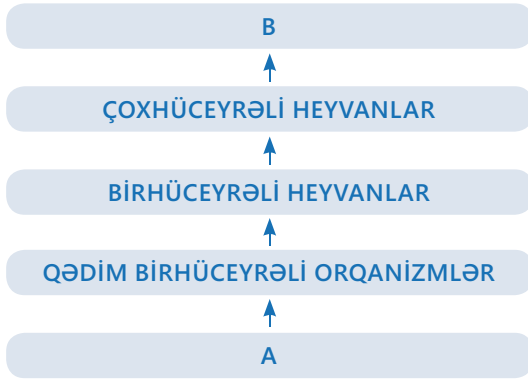 B
ÇOXHÜCEYRƏLİ HEYVANLAR
BİRHÜCEYRƏLİ HEYVANLAR
QƏDİM BİRHÜCEYRƏLİ ORQANİZMLƏR
A